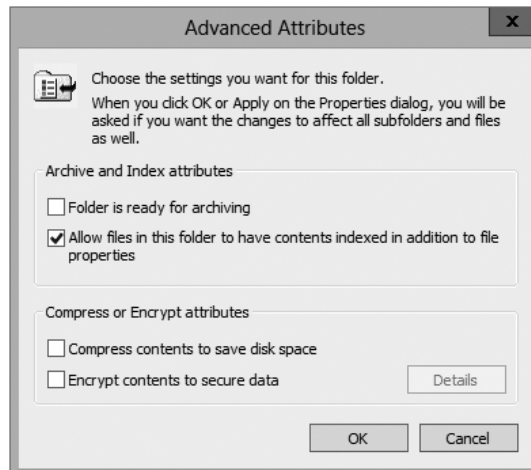 Advanced Attributes
x
Choose the settings you want for this folder.
When you click OK or Apply on the Properties dialog, you will be
asked if you want the changes to affect all subfolders and files
as well.
Archive and Index attributes
Folder is ready for archiving
Allow files in this folder to have contents indexed in addition to file
properties
Compress or Encrypt attributes
Compress contents to save disk space
Encrypt contents to secure data
Details
OK
Cancel